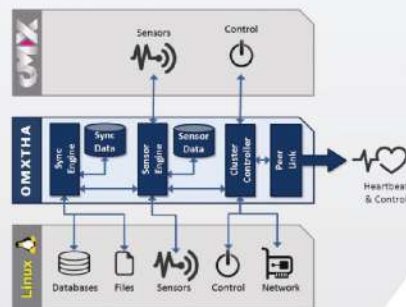 OMX
Sensors
Control
OMXTHA
Sync
Engine
Sync
Data
Sensor
Engine
Sensor
Data
Cluster
Controller
Peer
Link
Heartbeat
& Control
Linux
Databases
Files
Sensors
Control
Network